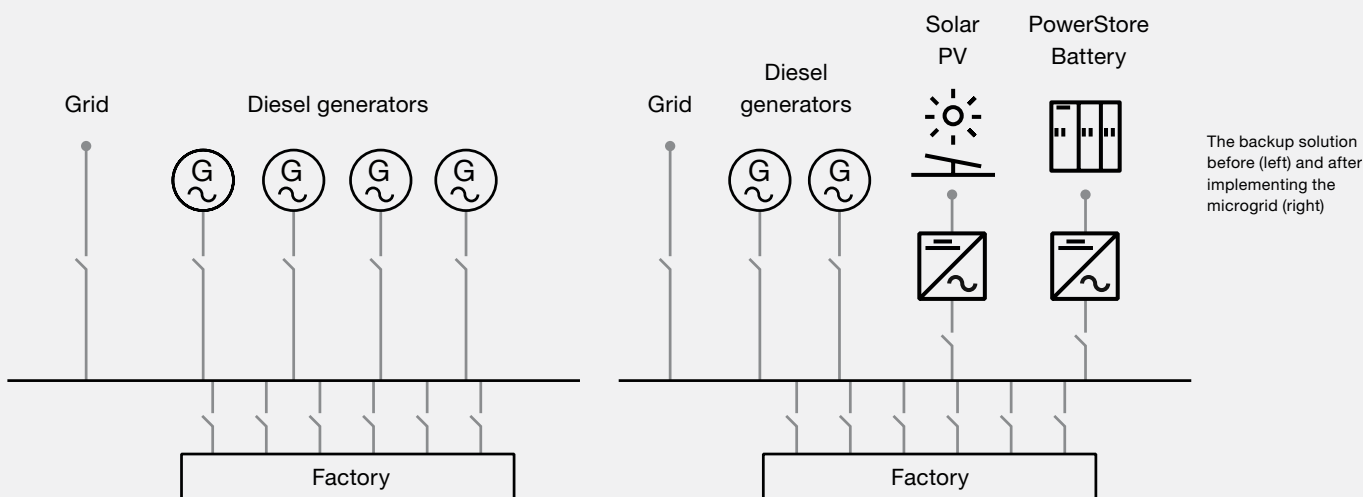 Grid
Diesel generators
G
G
G
G
Factory
Grid
Diesel
generators
Solar
PV
PowerStore
Battery
G
G
Factory
The backup solution
before (left) and after
implementing the
microgrid (right)